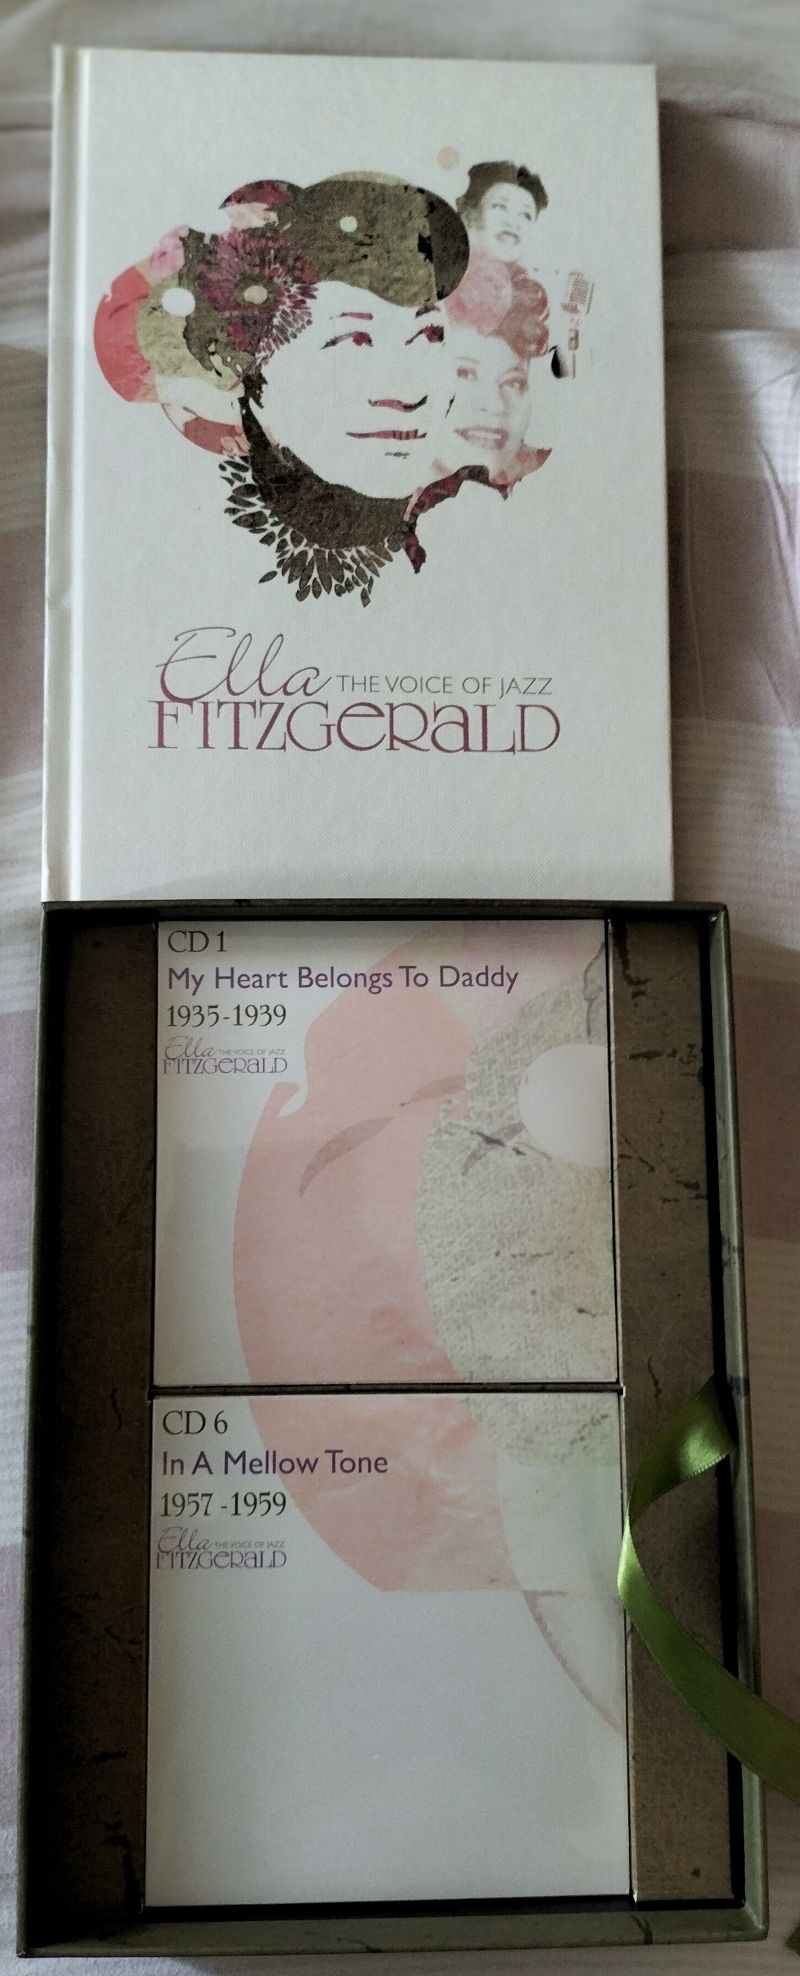 Ella THE VOICE OF JAZZ
FITZGERALD
CD 1
My Heart Belongs To Daddy
1935-1939
Ella THE VOICE OF JAZZ
FITZGERALD
CD 6
In A Mellow Tone
1957 -1959
Ella THE VOICE OF JAZZ
FITZGERALD